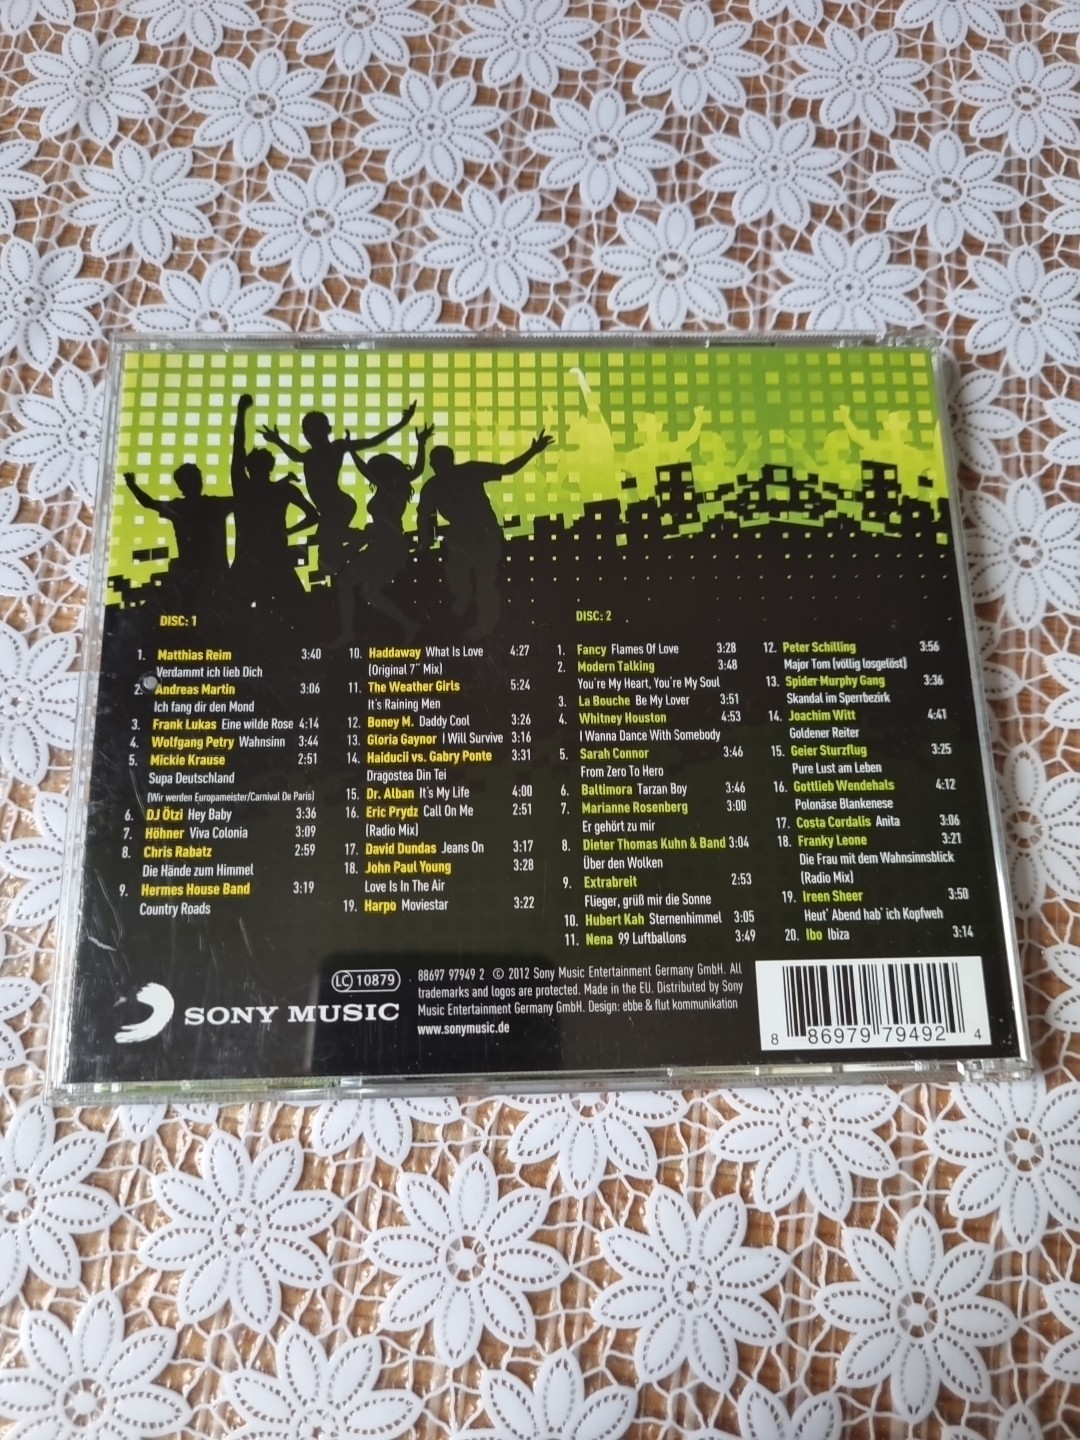 DISC: 1
1. Matthias Reim 3:40
Verdammt ich lieb Dich
2. Andreas Martin 3:06
Ich fang dir den Mond
3. Frank Lukas Eine wilde Rose 4:14
4. Wolfgang Petry Wahnsinn 3:44
5. Mickie Krause 2:51
Supa Deutschland
(Wir werden Europameister/Carnival De Paris)
6. DJ Ötzi Hey Baby 3:36
7. Höhner Viva Colonia 3:09
8. Chris Rabatz 2:59
Die Hände zum Himmel
9. Hermes House Band 3:19
Country Roads
10. Haddaway What Is Love 4:27
(Original 7" Mix)
11. The Weather Girls 5:24
It's Raining Men
12. Boney M. Daddy Cool 3:26
13. Gloria Gaynor I Will Survive 3:16
14. Haiducii vs. Gabry Ponte 3:31
Dragostea Din Tei
15. Dr. Alban It's My Life 4:00
16. Eric Prydz Call On Me 2:51
(Radio Mix)
17. David Dundas Jeans On 3:17
18. John Paul Young 3:28
Love Is In The Air
19. Harpo Moviestar 3:22
DISC: 2
1. Fancy Flames Of Love 3:28
2. Modern Talking 3:48
You're My Heart, You're My Soul
3. La Bouche Be My Lover 3:51
4. Whitney Houston 4:53
I Wanna Dance With Somebody
5. Sarah Connor 3:46
From Zero To Hero
6. Baltimora Tarzan Boy 3:46
7. Marianne Rosenberg 3:00
Er gehört zu mir
8. Dieter Thomas Kuhn & Band 3:04
Über den Wolken
9. Extrabreit 2:53
Flieger, grüß mir die Sonne
10. Hubert Kah Sternenhimmel 3:05
11. Nena 99 Luftballons 3:49
12. Peter Schilling 3:56
Major Tom (völlig losgelöst)
13. Spider Murphy Gang 3:36
Skandal im Sperrbezirk
14. Joachim Witt 4:41
Goldener Reiter
15. Geier Sturzflug 3:25
Pure Lust am Leben
16. Gottlieb Wendehals 4:12
Polonäse Blankenese
17. Costa Cordalis Anita 3:06
18. Franky Leone 3:21
Die Frau mit dem Wahnsinnsblick
(Radio Mix)
19. Ireen Sheer 3:50
Heut' Abend hab' ich Kopfweh
20. Ibo Ibiza 3:14
SONY MUSIC
LC 10879
88697 97949 2 © 2012 Sony Music Entertainment Germany GmbH. All
trademarks and logos are protected. Made in the EU. Distributed by Sony
Music Entertainment Germany GmbH. Design: ebbe & flut kommunikation
www.sonymusic.de
8 86979 79492 4